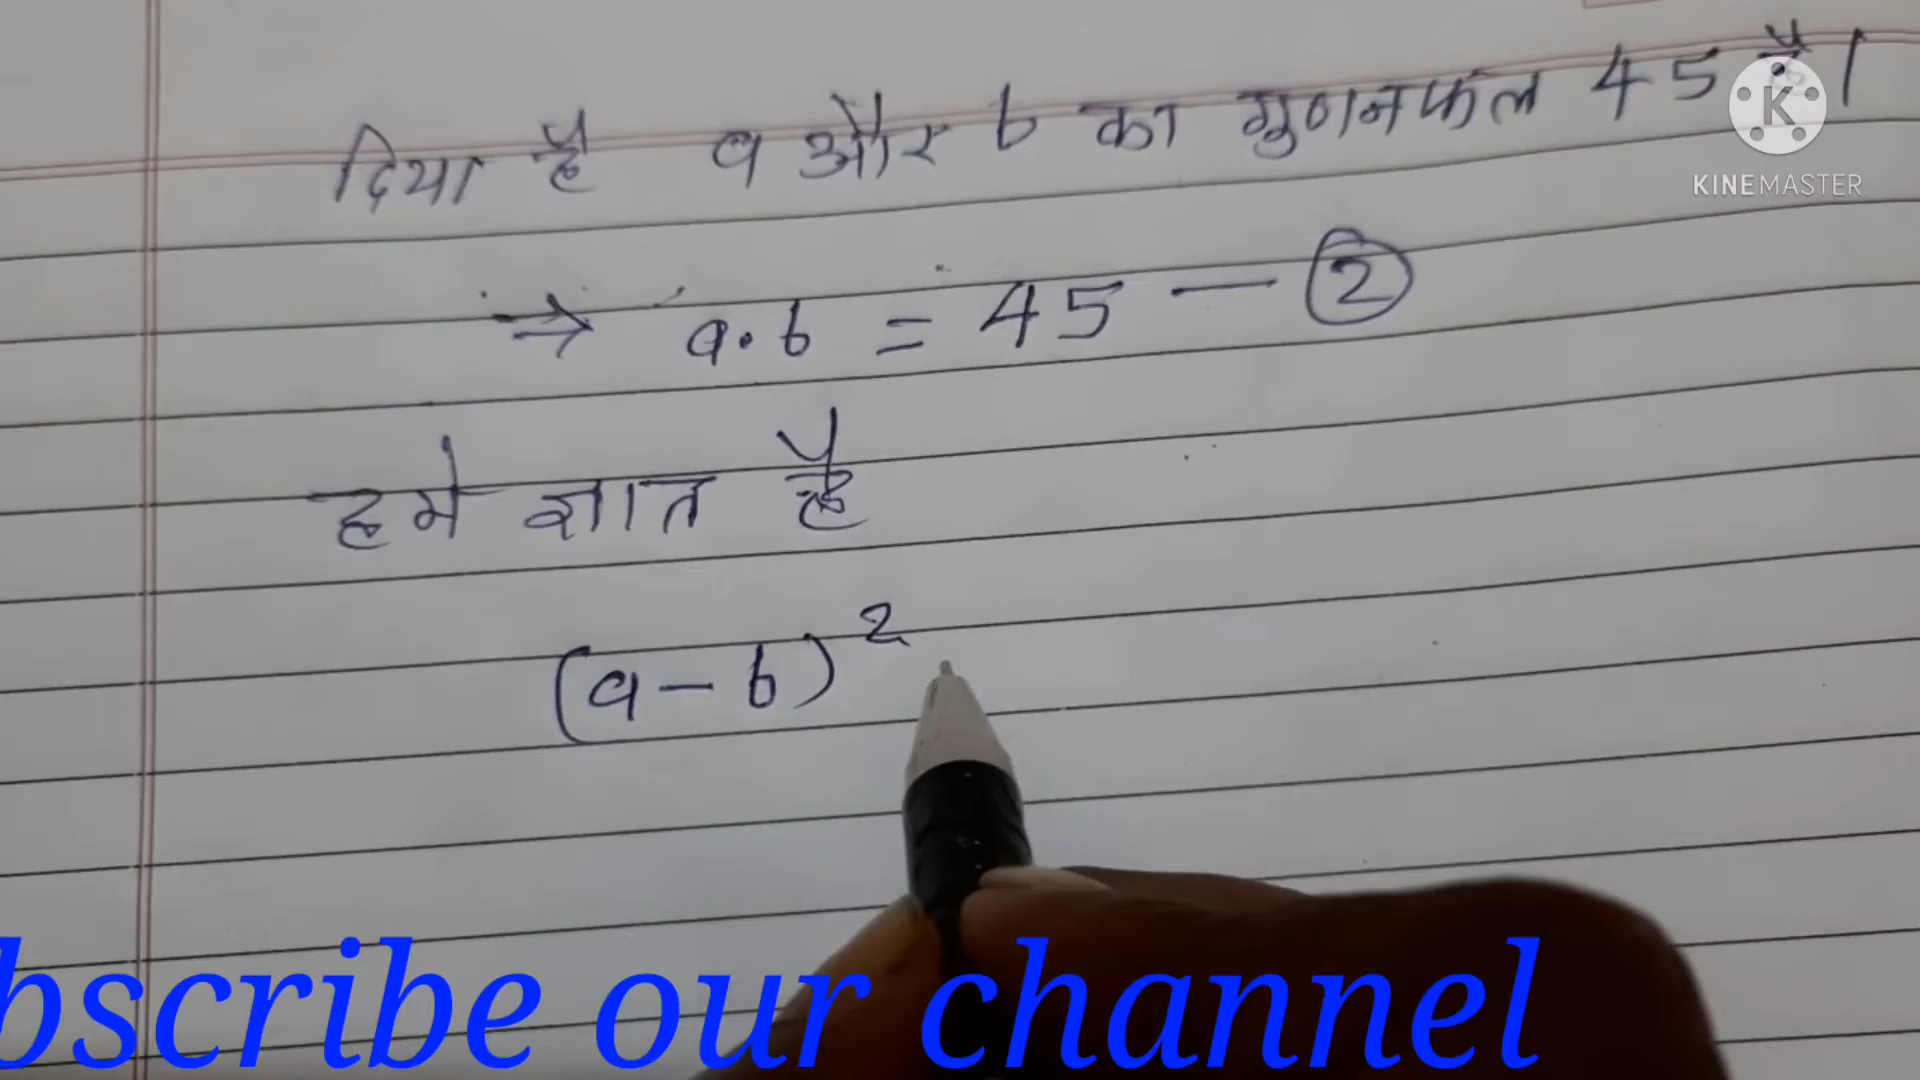 दिया है a और b का गुणनफल 45 है।
KINEMASTER
→ a.b = 45 — ②
हमे ज्ञात है
(a - b)²
bscribe our channel